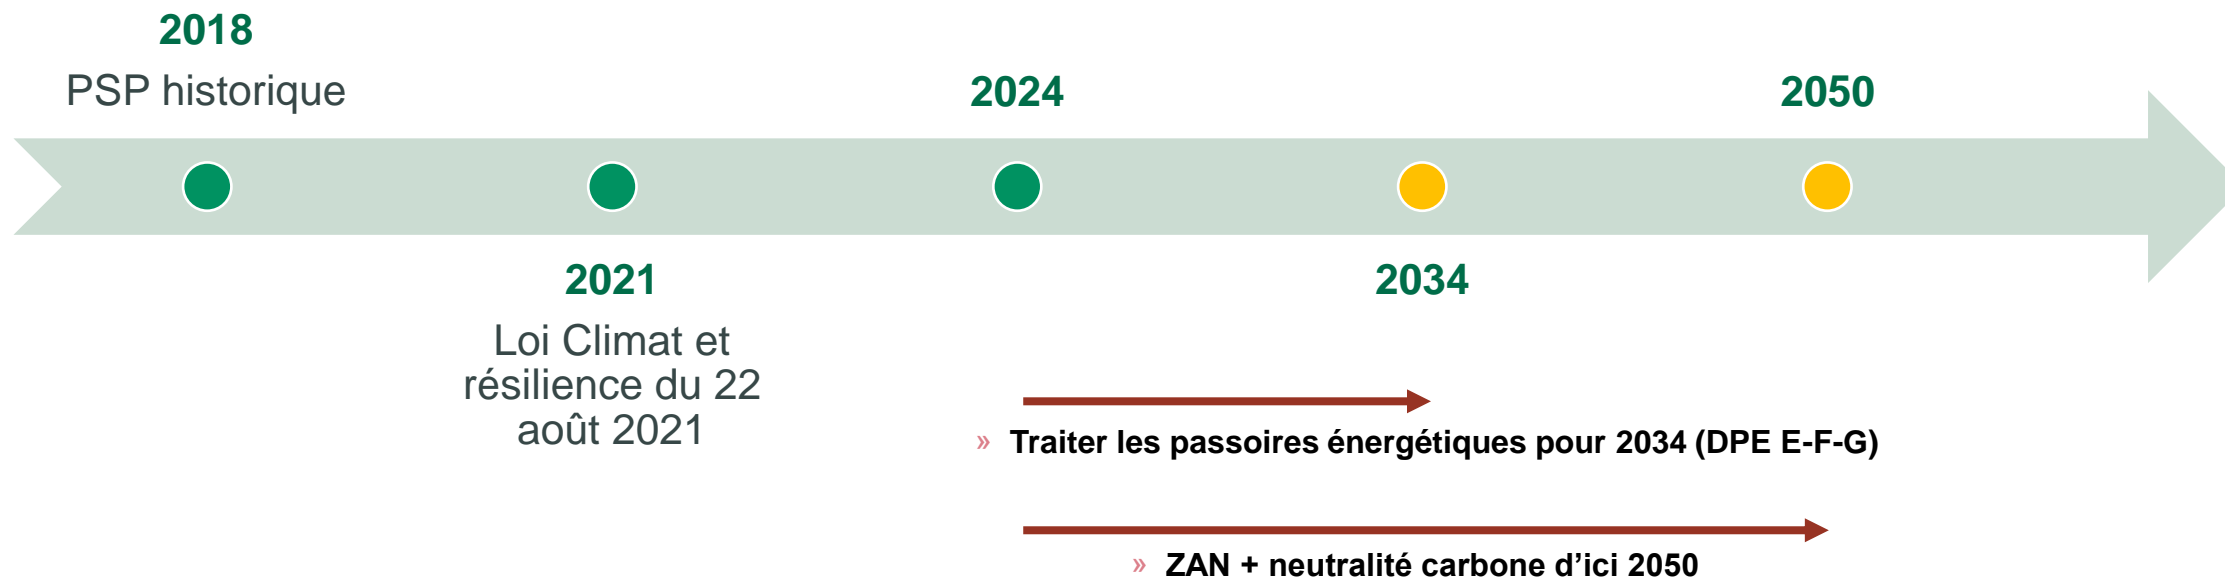 2018
PSP historique
2024
2050
2021
Loi Climat et
résilience du 22
août 2021
2034
» Traiter les passoires énergétiques pour 2034 (DPE E-F-G)
» ZAN + neutralité carbone d’ici 2050